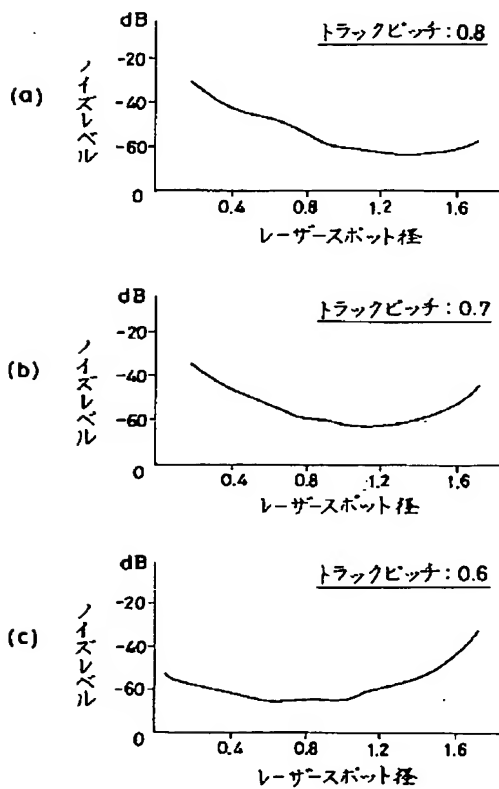 (a)
dB
トラックピッチ：0.8
ノイズレベル
-20
-40
-60
0
0.4
0.8
1.2
1.6
レーザースポット径
(b)
dB
トラックピッチ：0.7
ノイズレベル
-20
-40
-60
0
0.4
0.8
1.2
1.6
レーザースポット径
(c)
dB
トラックピッチ：0.6
ノイズレベル
-20
-40
-60
0
0.4
0.8
1.2
1.6
レーザースポット径